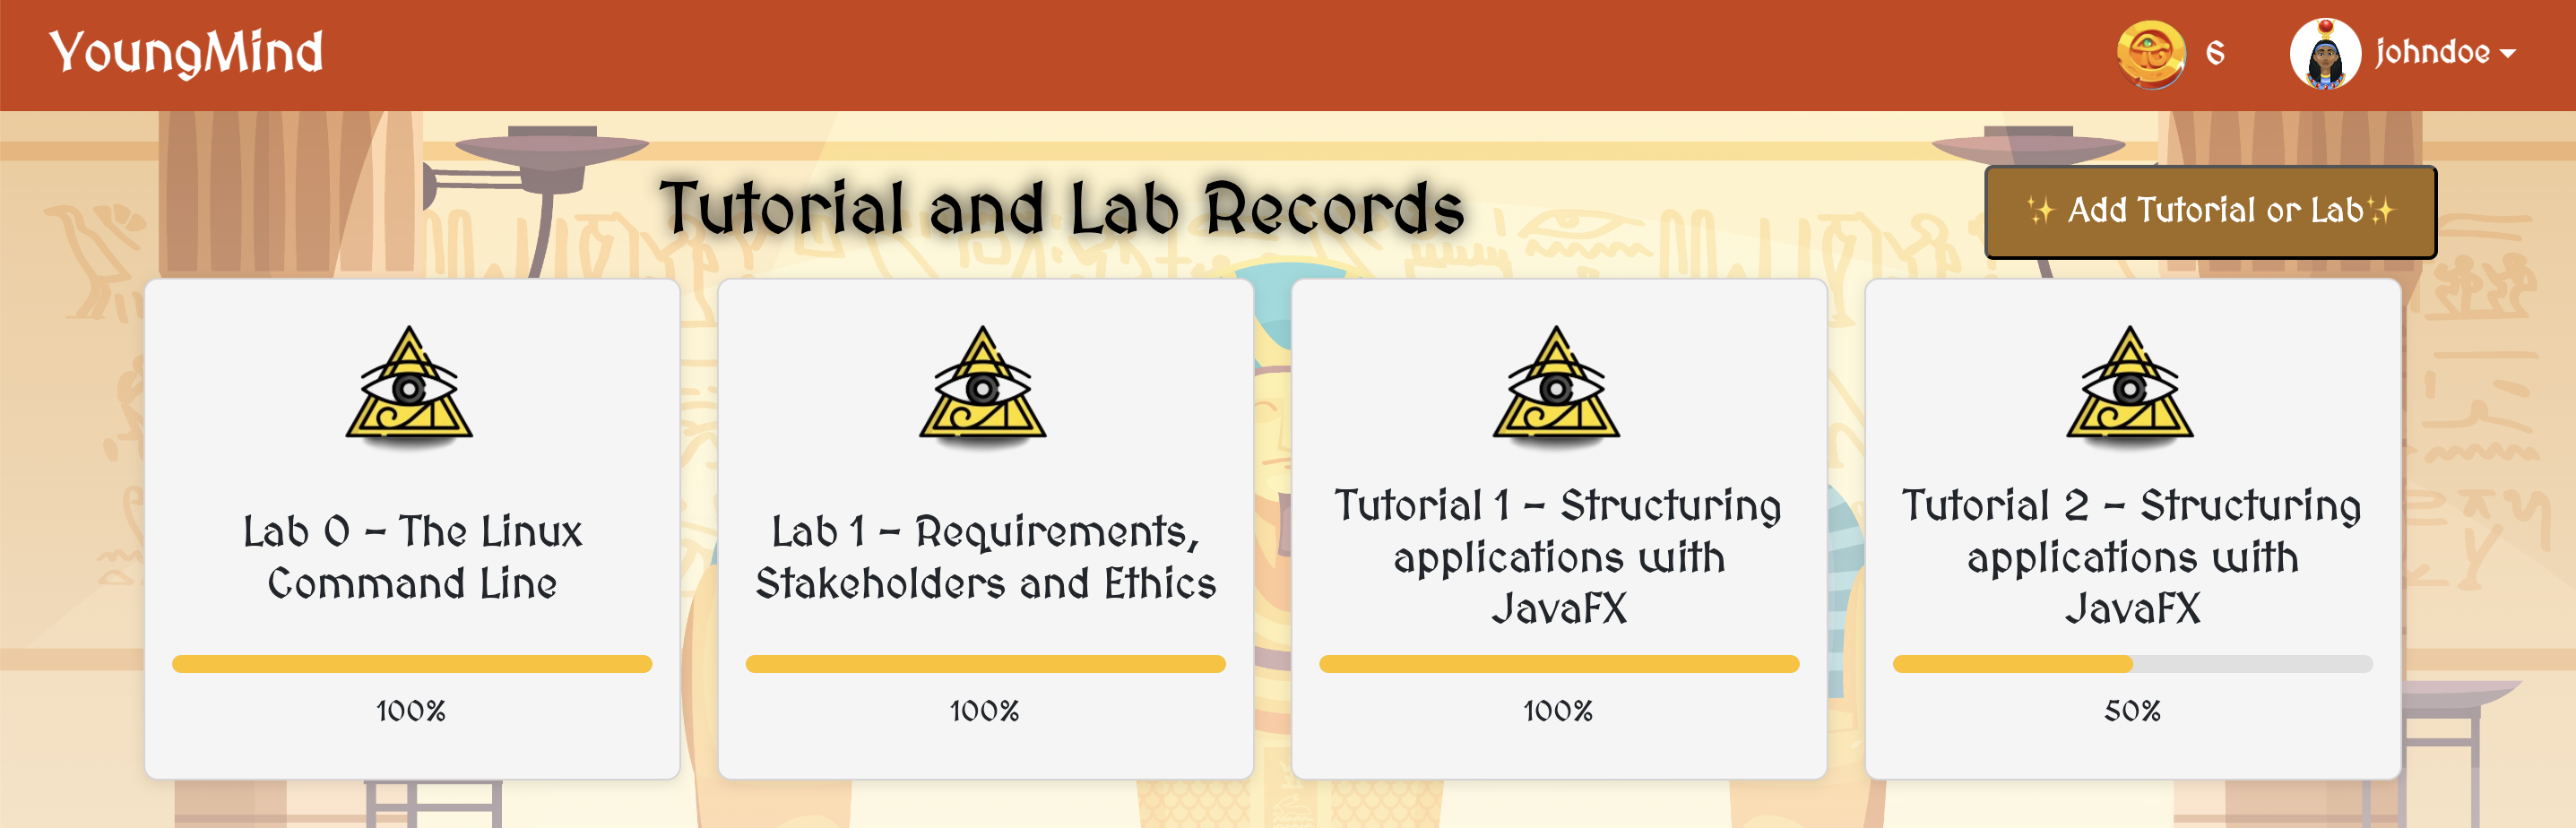 YoungMind
6
johndoe
Tutorial and Lab Records
✨ Add Tutorial or Lab✨
Lab 0 - The Linux
Command Line
100%
Lab 1 - Requirements,
Stakeholders and Ethics
100%
Tutorial 1 - Structuring
applications with
JavaFX
100%
Tutorial 2 - Structuring
applications with
JavaFX
50%